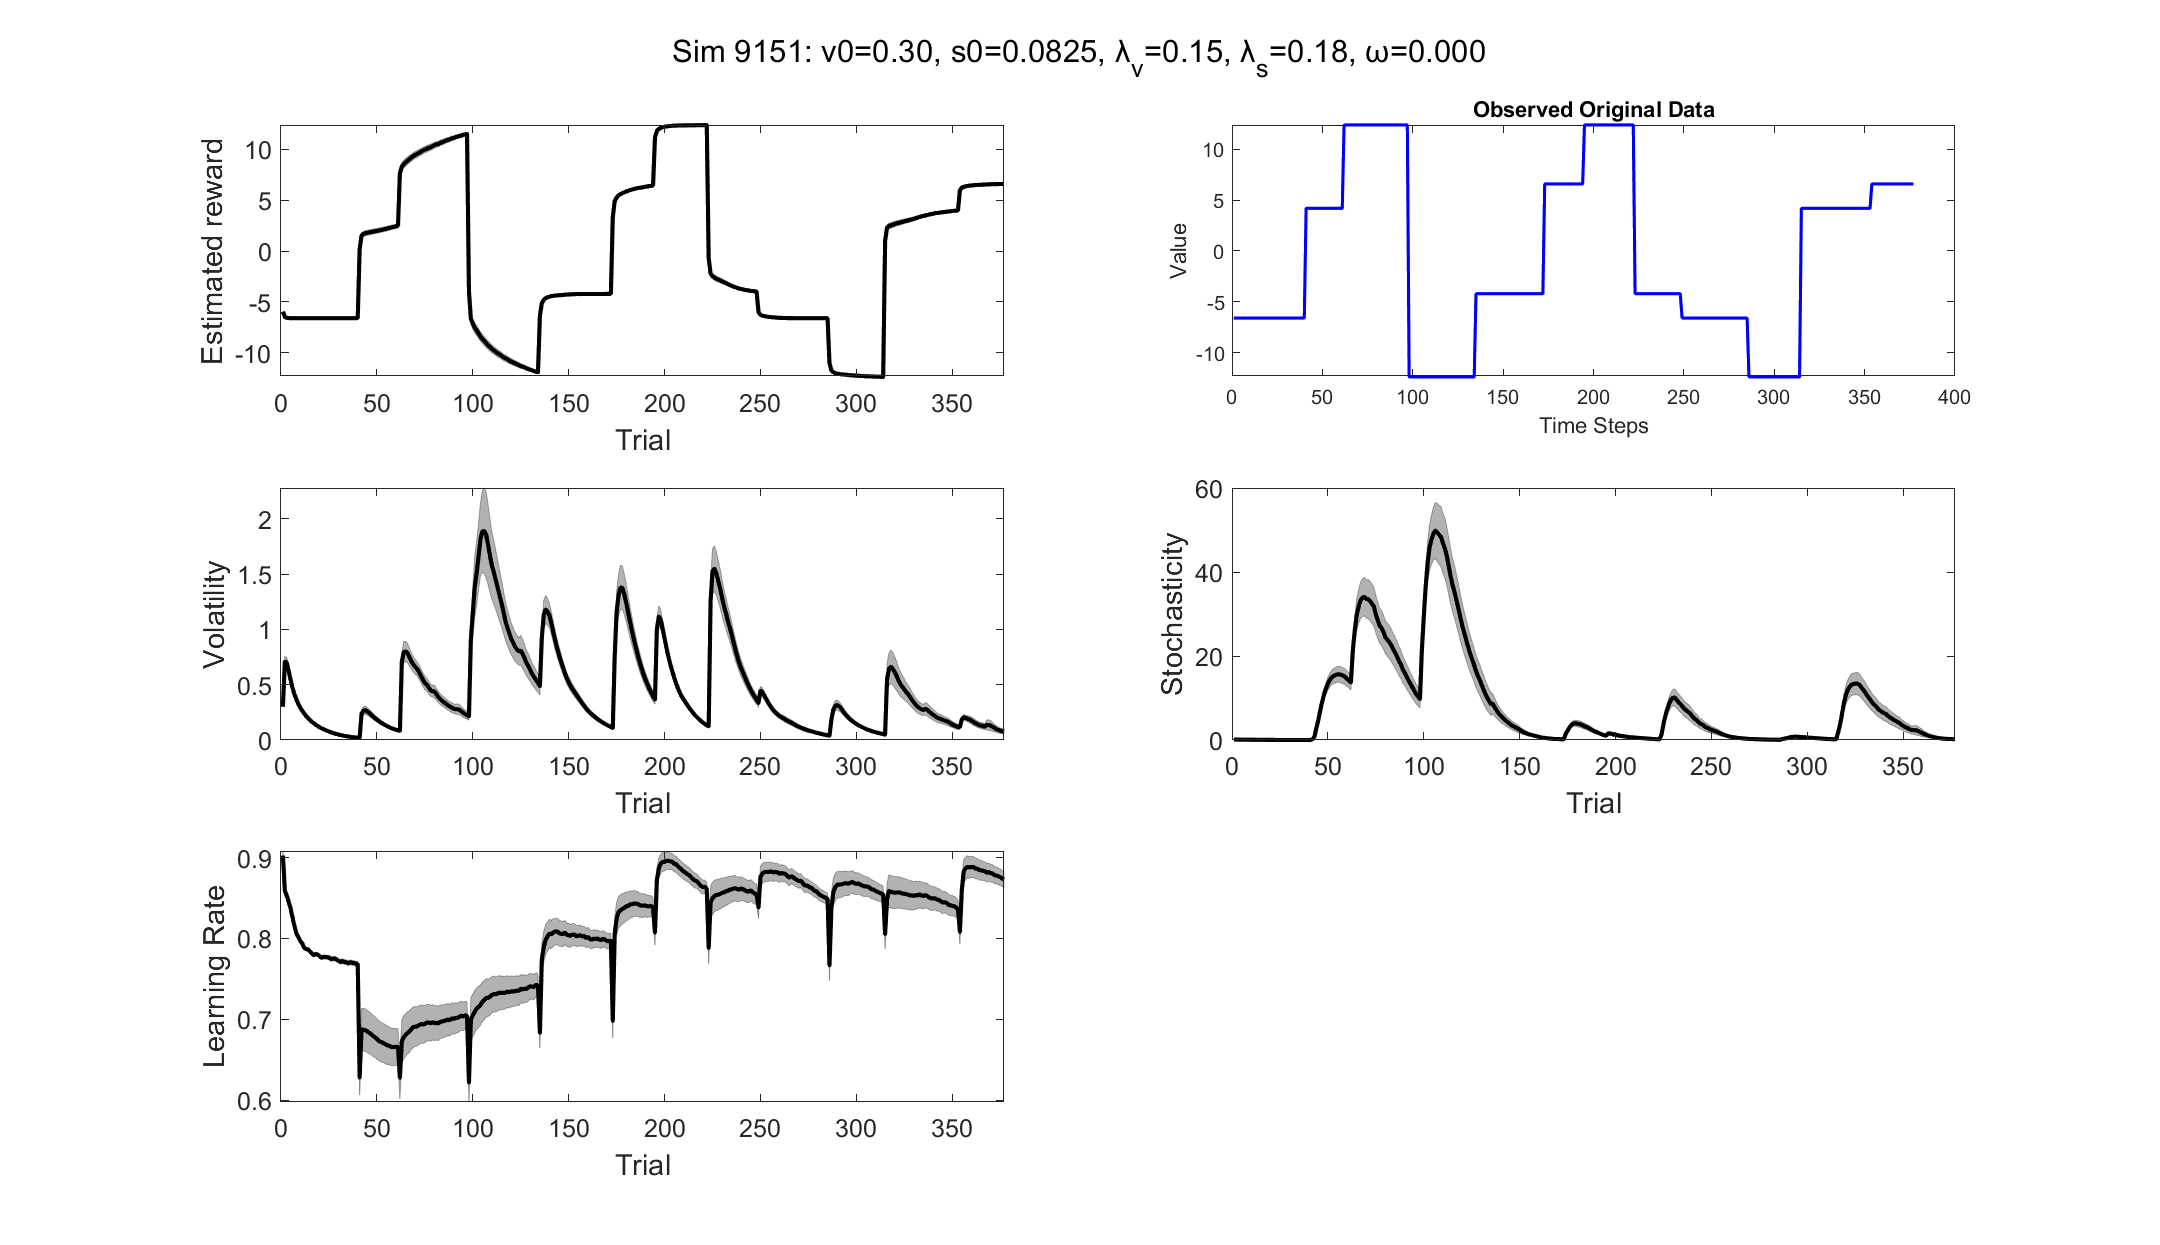 Sim 9151: v0=0.30, s0=0.0825, λ_v=0.15, λ_s=0.18, ω=0.000
Estimated reward
10
5
0
-5
-10
0 50 100 150 200 250 300 350
Trial
Observed Original Data
Value
10
5
0
-5
-10
0 50 100 150 200 250 300 350 400
Time Steps
Volatility
2
1.5
1
0.5
0
0 50 100 150 200 250 300 350
Trial
Stochasticity
60
40
20
0
0 50 100 150 200 250 300 350
Trial
Learning Rate
0.9
0.8
0.7
0.6
0 50 100 150 200 250 300 350
Trial